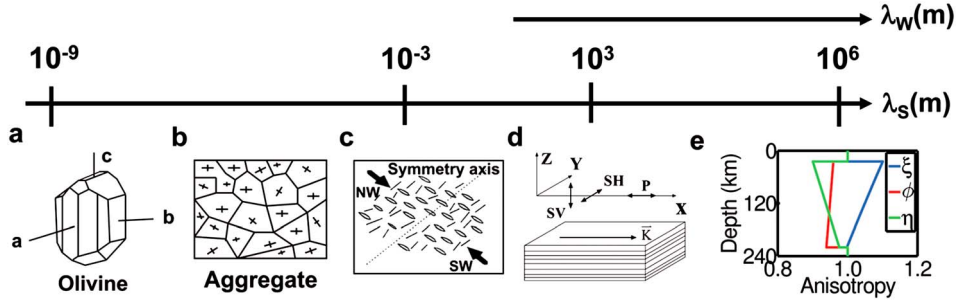 λW(m)
10-9 10-3 10³ 10⁶
λS(m)
a b c d e
c
a
b
Olivine
Aggregate
Symmetry axis
NW
SW
Z
Y
SH
P
SV
X
K
Depth (km)
0
120
240
ξ
ϕ
η
0.8 1.0 1.2
Anisotropy